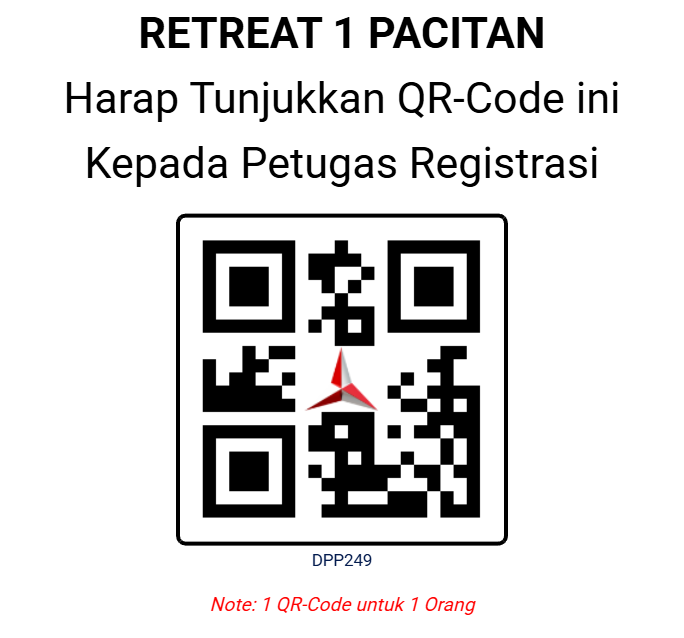 RETREAT 1 PACITAN
Harap Tunjukkan QR-Code ini
Kepada Petugas Registrasi
DPP249
Note: 1 QR-Code untuk 1 Orang